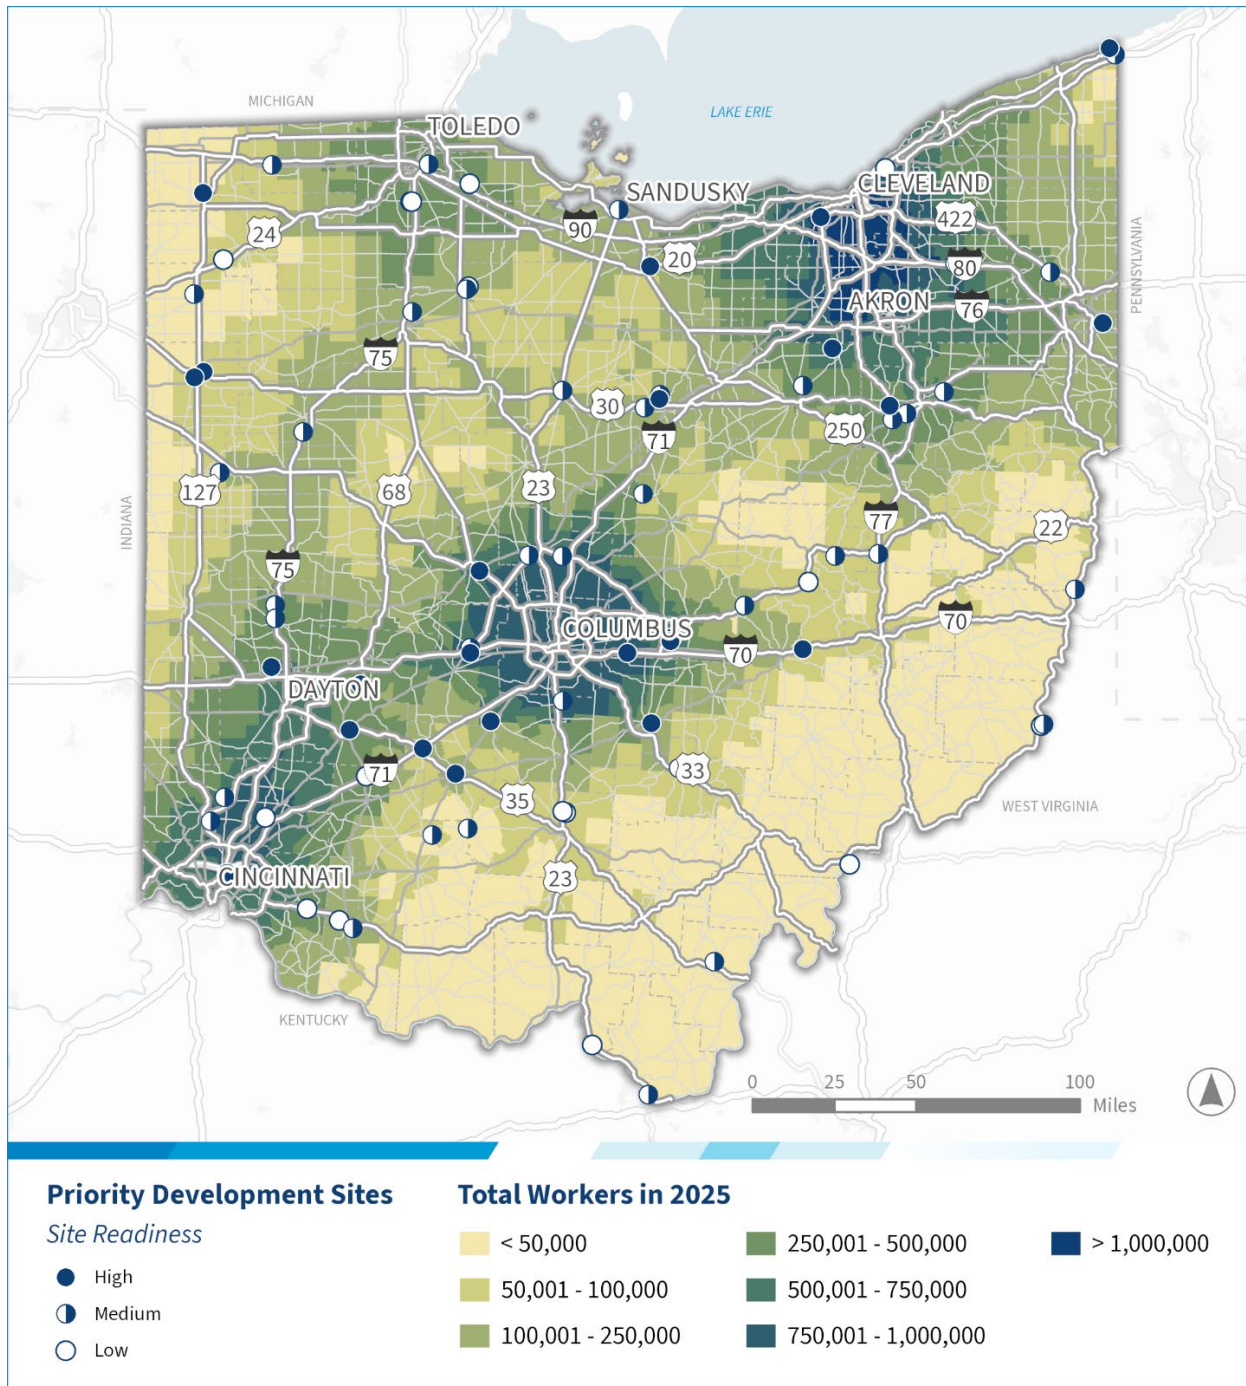 MICHIGAN
LAKE ERIE
TOLEDO
SANDUSKY
CLEVELAND
90
422
24
20
80
PENNSYLVANIA
AKRON
76
75
30
250
71
127
68
23
77
INDIANA
22
75
70
COLUMBUS
70
DAYTON
71
33
35
WEST VIRGINIA
CINCINNATI
23
KENTUCKY
0 25 50 100
Miles
Priority Development Sites
Site Readiness
High
Medium
Low
Total Workers in 2025
< 50,000
50,001 - 100,000
100,001 - 250,000
250,001 - 500,000
500,001 - 750,000
750,001 - 1,000,000
> 1,000,000